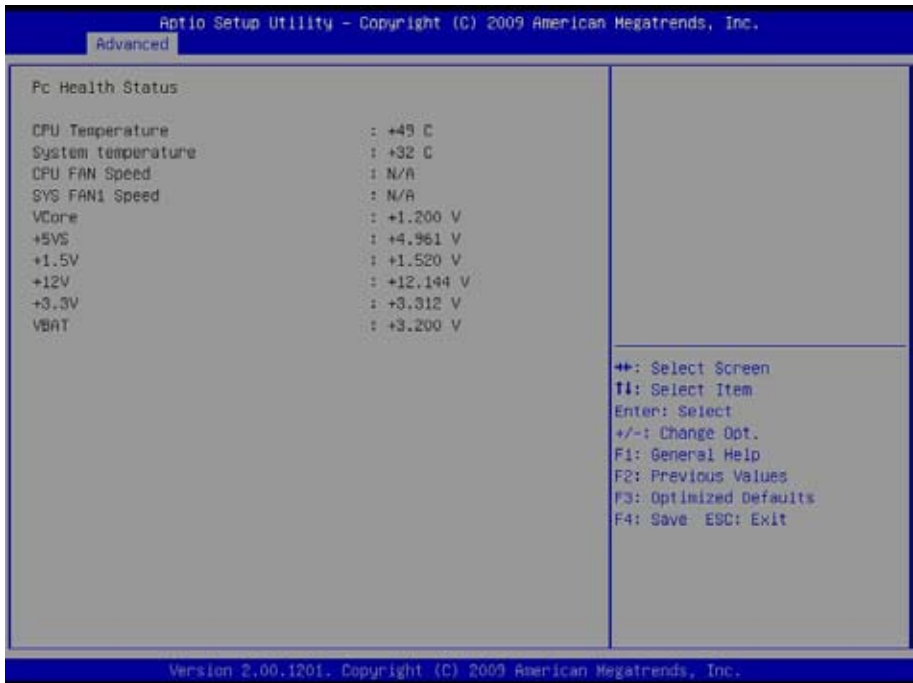 Aptio Setup Utility – Copyright (C) 2009 American Megatrends, Inc.
Advanced
Pc Health Status
CPU Temperature : +49 C
System temperature : +32 C
CPU FAN Speed : N/A
SYS FAN1 Speed : N/A
VCore : +1.200 V
+5VS : +4.961 V
+1.5V : +1.520 V
+12V : +12.144 V
+3.3V : +3.312 V
VBAT : +3.200 V
→←: Select Screen
↑↓: Select Item
Enter: Select
+/-: Change Opt.
F1: General Help
F2: Previous Values
F3: Optimized Defaults
F4: Save ESC: Exit
Version 2.00.1201. Copyright (C) 2009 American Megatrends, Inc.